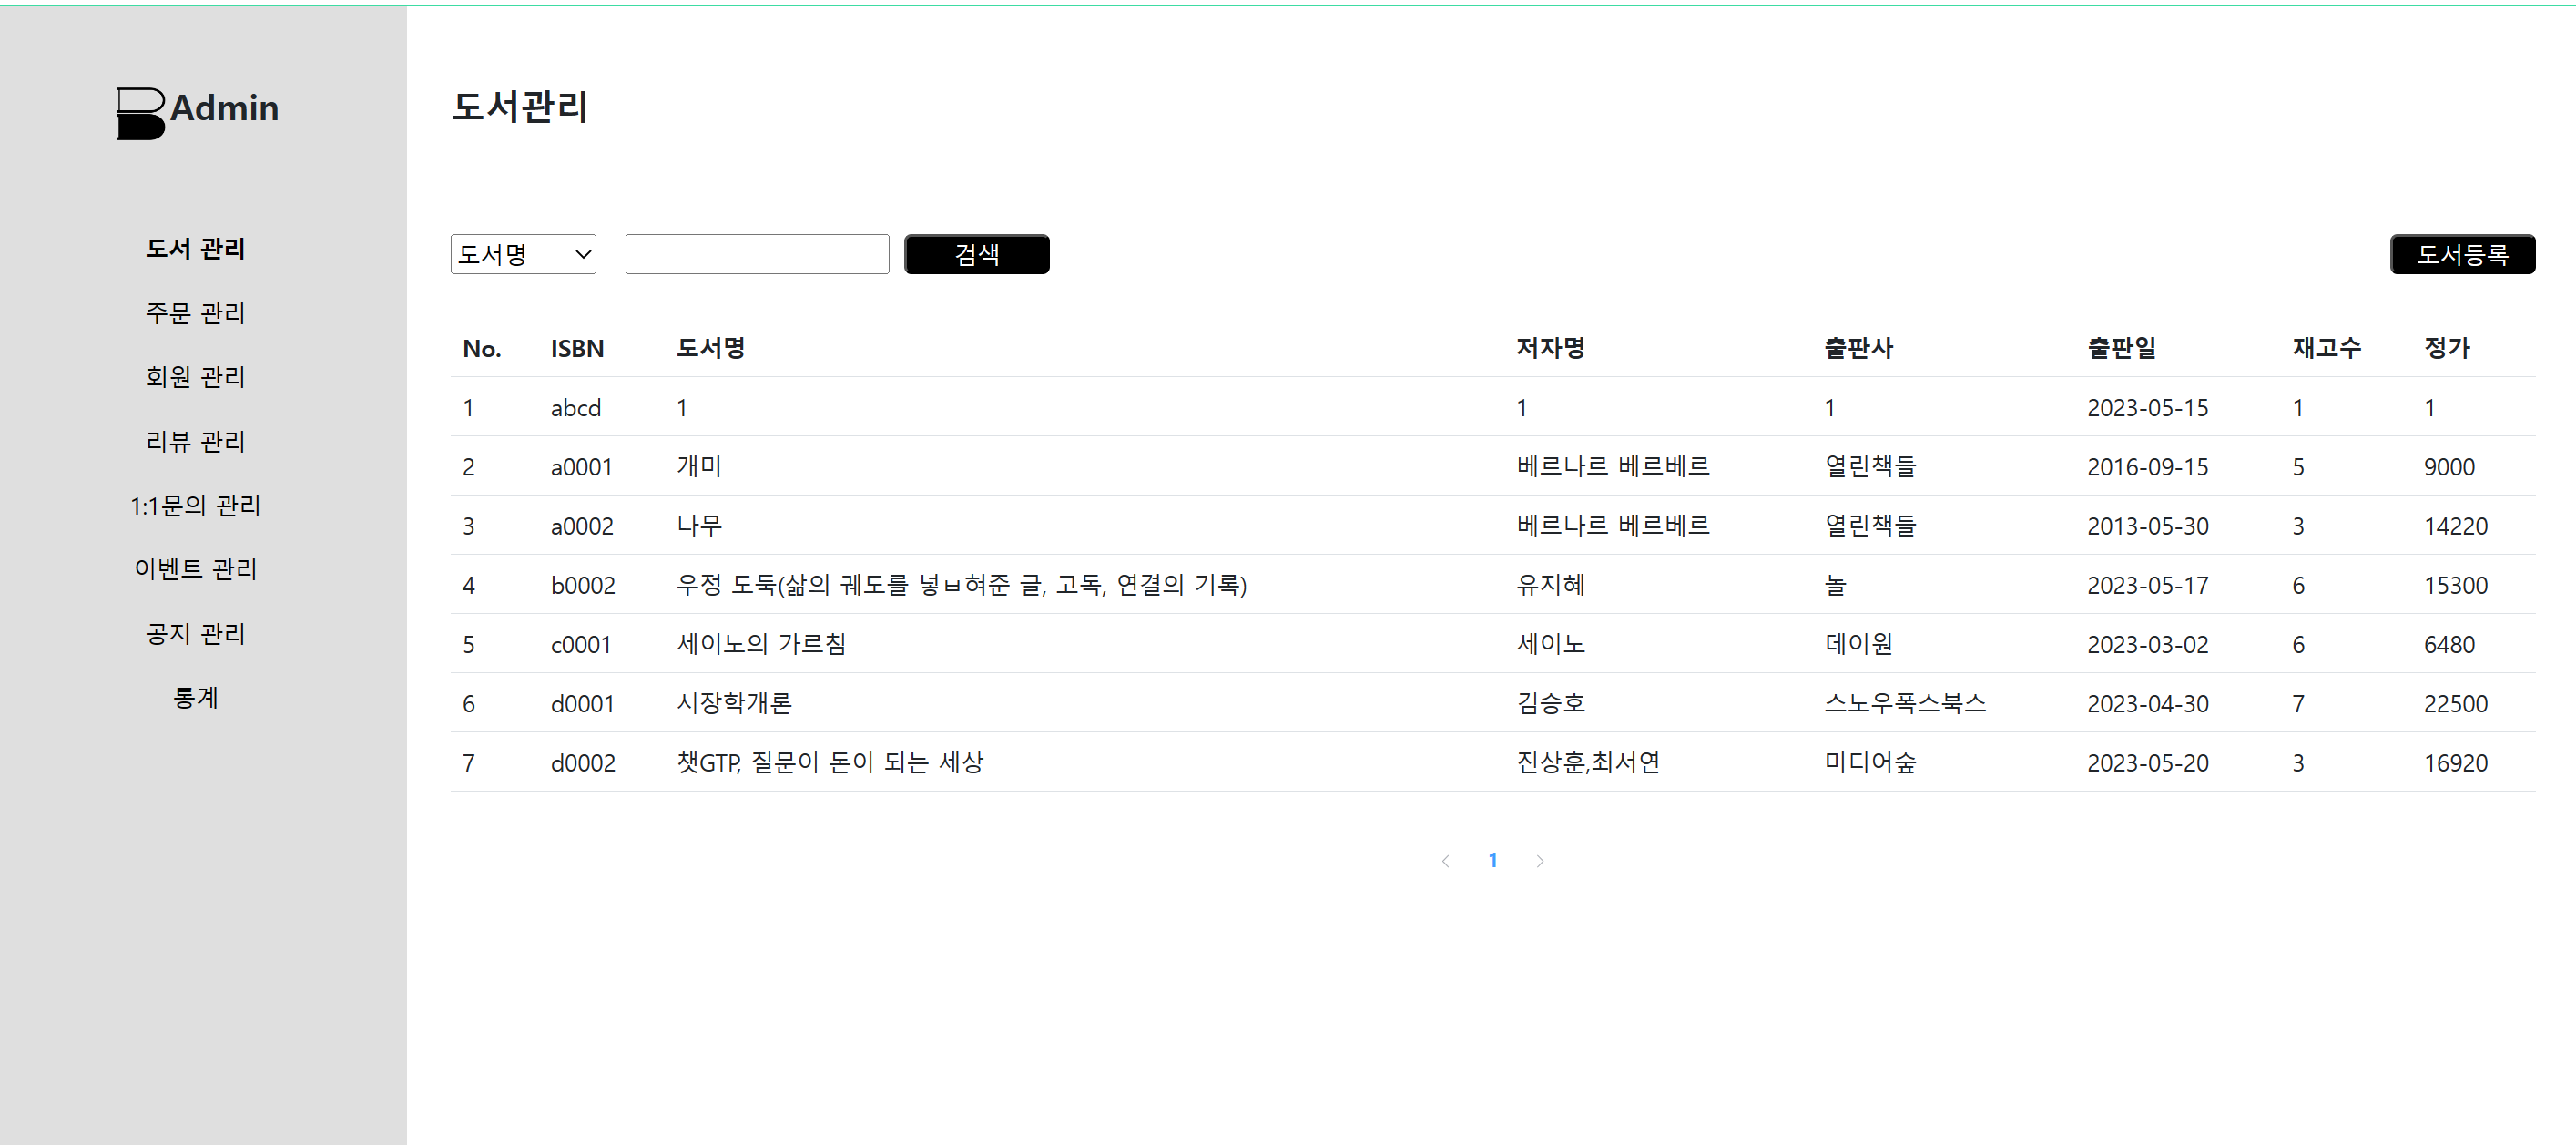 Admin
도서 관리
주문 관리
회원 관리
리뷰 관리
1:1문의 관리
이벤트 관리
공지 관리
통계
도서관리
도서명 검색 도서등록
No. ISBN 도서명 저자명 출판사 출판일 재고수 정가
1 abcd 1 1 1 2023-05-15 1 1
2 a0001 개미 베르나르 베르베르 열린책들 2016-09-15 5 9000
3 a0002 나무 베르나르 베르베르 열린책들 2013-05-30 3 14220
4 b0002 우정 도둑(삶의 궤도를 넣ㅂ혀준 글, 고독, 연결의 기록) 유지혜 놀 2023-05-17 6 15300
5 c0001 세이노의 가르침 세이노 데이원 2023-03-02 6 6480
6 d0001 시장학개론 김승호 스노우폭스북스 2023-04-30 7 22500
7 d0002 챗GTP, 질문이 돈이 되는 세상 진상훈,최서연 미디어숲 2023-05-20 3 16920
1